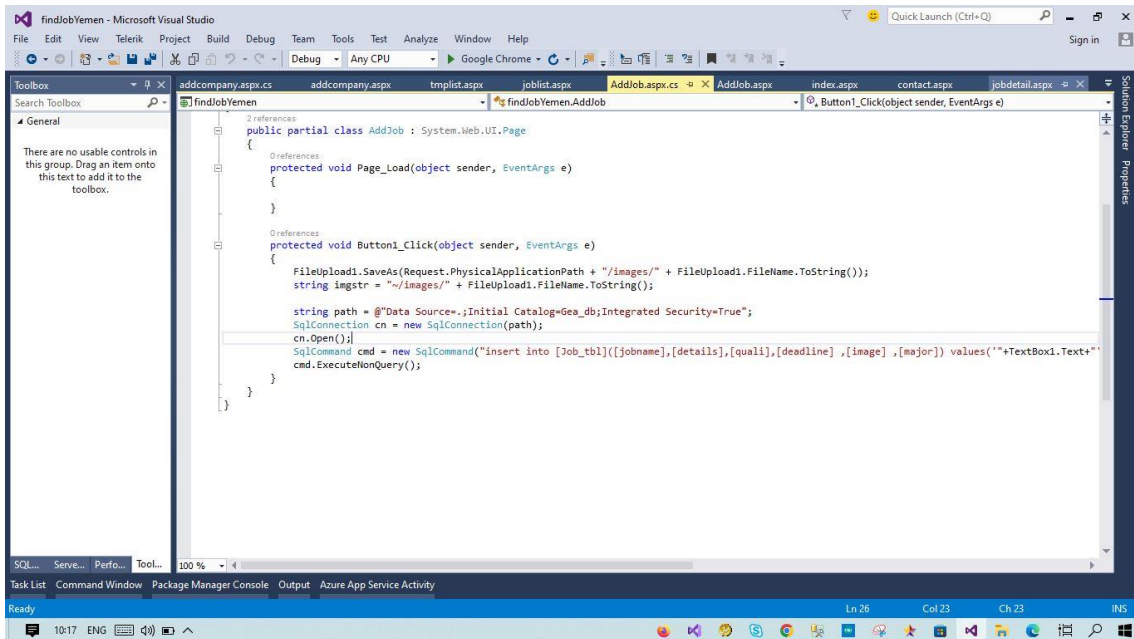 findJobYemen - Microsoft Visual Studio
Quick Launch (Ctrl+Q)
File Edit View Telerik Project Build Debug Team Tools Test Analyze Window Help
Sign in
Debug Any CPU Google Chrome
Toolbox
addcompany.aspx.cs addcompany.aspx tmplist.aspx joblist.aspx AddJob.aspx.cs AddJob.aspx index.aspx contact.aspx jobdetail.aspx
Search Toolbox
findJobYemen findJobYemen.AddJob Button1_Click(object sender, EventArgs e)
General
There are no usable controls in
this group. Drag an item onto
this text to add it to the
toolbox.
2 references
public partial class AddJob : System.Web.UI.Page
{
0 references
protected void Page_Load(object sender, EventArgs e)
{
}
0 references
protected void Button1_Click(object sender, EventArgs e)
{
FileUpload1.SaveAs(Request.PhysicalApplicationPath + "/images/" + FileUpload1.FileName.ToString());
string imgstr = "~/images/" + FileUpload1.FileName.ToString();
string path = @"Data Source=.;Initial Catalog=Gea_db;Integrated Security=True";
SqlConnection cn = new SqlConnection(path);
cn.Open();
SqlCommand cmd = new SqlCommand("insert into [Job_tbl]([jobname],[details],[quali],[deadline] ,[image] ,[major]) values('"+TextBox1.Text+"'
cmd.ExecuteNonQuery();
}
}
}
Solution Explorer
Properties
SQL... Serve... Perfo... Tool...
100 %
Task List Command Window Package Manager Console Output Azure App Service Activity
Ready
Ln 26 Col 23 Ch 23 INS
10:17 ENG